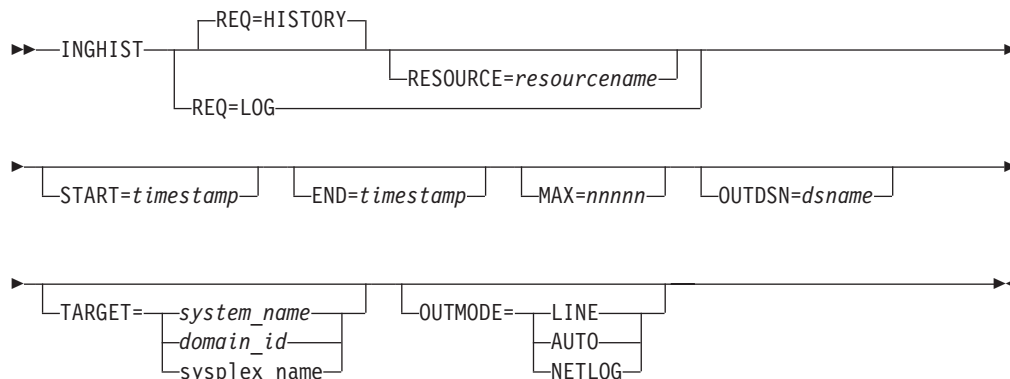 REQ=HISTORY
INGHIST
RESOURCE=resourcename
REQ=LOG
START=timestamp
END=timestamp
MAX=nnnnn
OUTDSN=dsname
TARGET= system_name
domain_id
sysplex_name
OUTMODE= LINE
AUTO
NETLOG